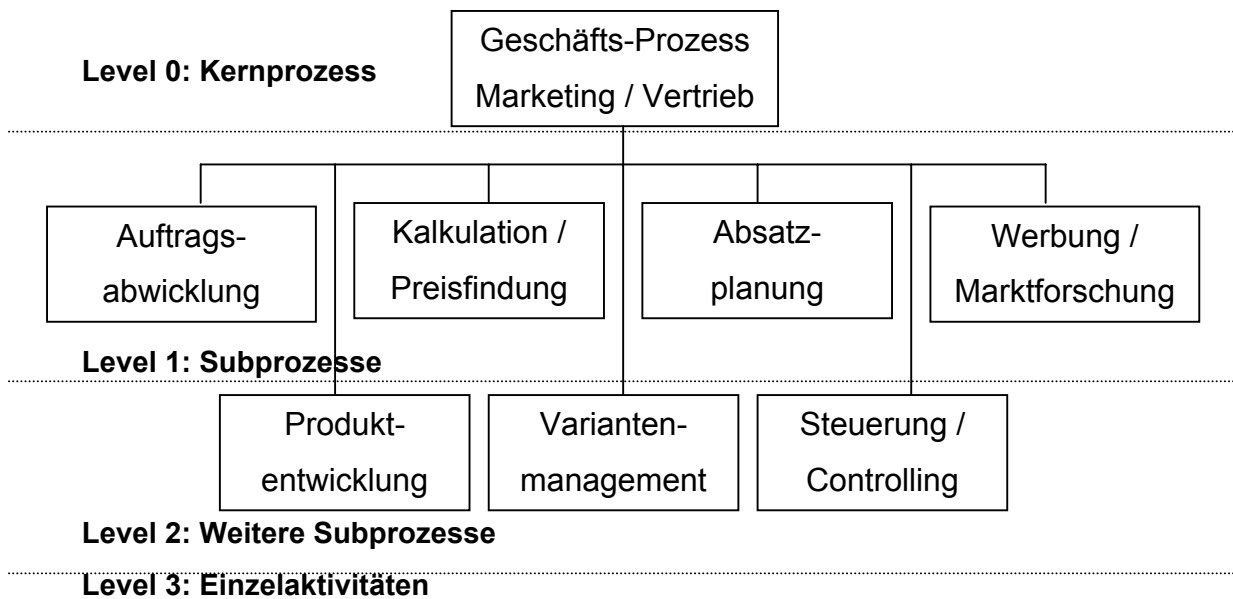 Geschäfts-Prozess
Marketing / Vertrieb
Level 0: Kernprozess
Auftrags-
abwicklung
Kalkulation /
Preisfindung
Absatz-
planung
Werbung /
Marktforschung
Level 1: Subprozesse
Produkt-
entwicklung
Varianten-
management
Steuerung /
Controlling
Level 2: Weitere Subprozesse
Level 3: Einzelaktivitäten